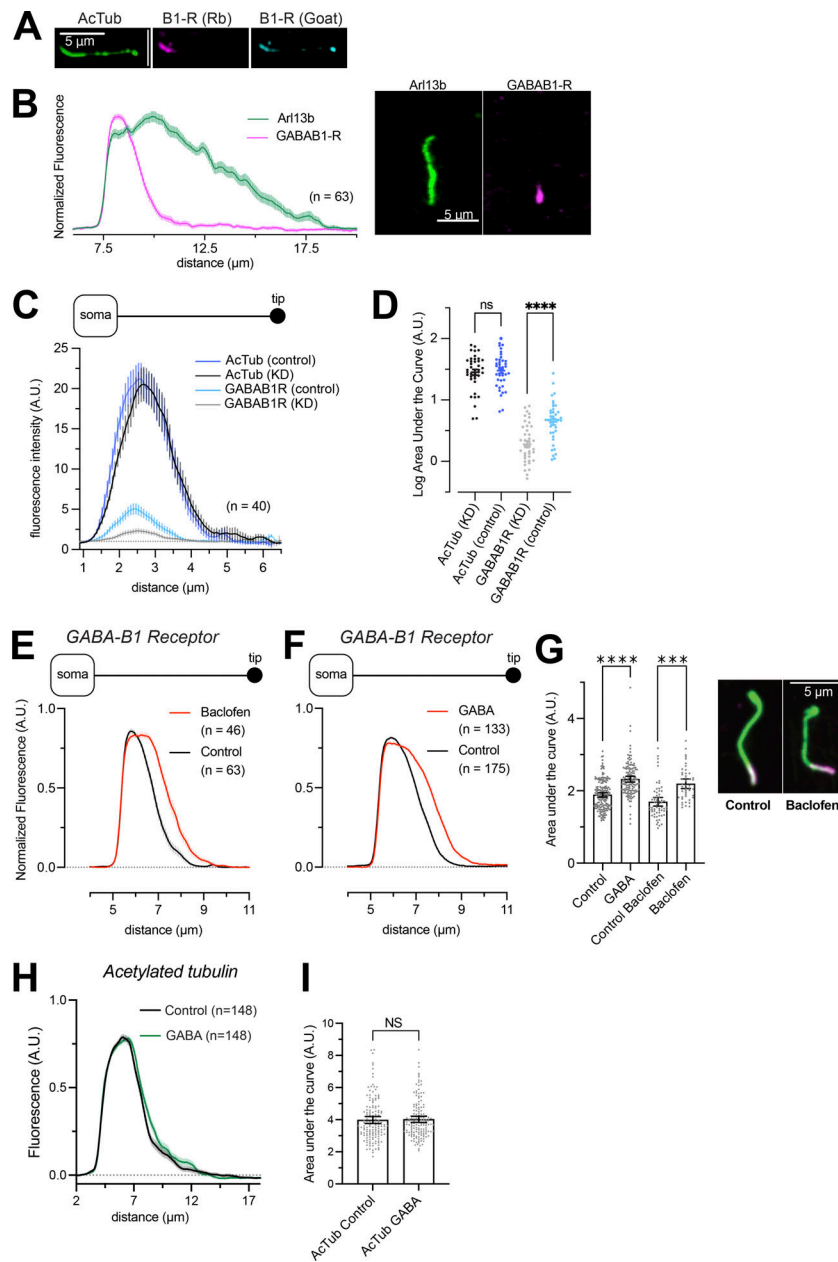 A
AcTub
B1-R (Rb)
B1-R (Goat)
5 µm
B
Normalized Fluorescence
Arl13b
GABAB1-R
(n = 63)
7.5 12.5 17.5
distance (µm)
Arl13b
GABAB1-R
5 µm
C
soma
tip
fluorescence intensity (A.U.)
25
20
15
10
5
0
AcTub (control)
AcTub (KD)
GABAB1R (control)
GABAB1R (KD)
(n = 40)
1 2 3 4 5 6
distance (µm)
D
Log Area Under the Curve (A.U.)
2
1
0
ns
****
AcTub (KD)
AcTub (control)
GABAB1R (KD)
GABAB1R (control)
E
GABA-B1 Receptor
soma
tip
Normalized Fluorescence (A.U.)
1.0
0.5
0.0
Baclofen
(n = 46)
Control
(n = 63)
5 7 9 11
distance (µm)
F
GABA-B1 Receptor
soma
tip
1.0
0.5
0.0
GABA
(n = 133)
Control
(n = 175)
5 7 9 11
distance (µm)
G
Area under the curve (A.U.)
6
4
2
0
****
***
Control
GABA
Control Baclofen
Baclofen
5 µm
Control
Baclofen
H
Acetylated tubulin
Fluorescence (A.U.)
1.0
0.5
0.0
Control (n=148)
GABA (n=148)
2 7 12 17
distance (µm)
I
Area under the curve (A.U.)
10
8
6
4
2
0
NS
AcTub Control
AcTub GABA